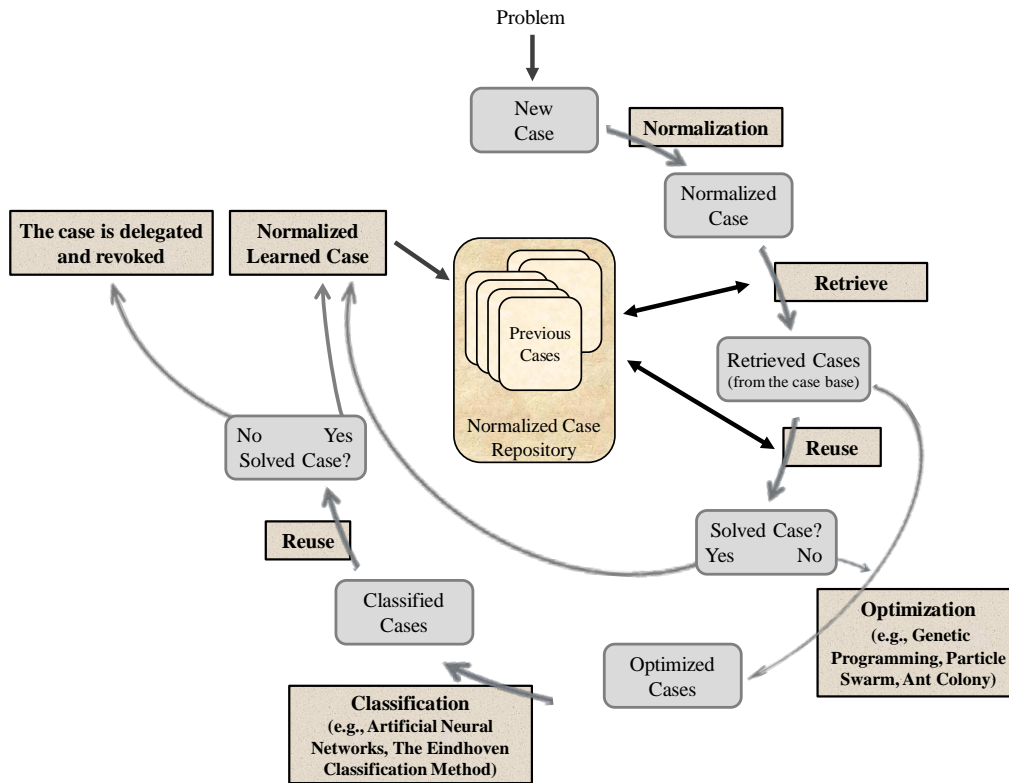 Problem
New
Case
Normalization
Normalized
Case
The case is delegated
and revoked
Normalized
Learned Case
Retrieve
Previous
Cases
Retrieved Cases
(from the case base)
Normalized Case
Repository
No Yes
Solved Case?
Reuse
Reuse
Solved Case?
Yes No
Classified
Cases
Optimization
(e.g., Genetic
Programming, Particle
Swarm, Ant Colony)
Optimized
Cases
Classification
(e.g., Artificial Neural
Networks, The Eindhoven
Classification Method)